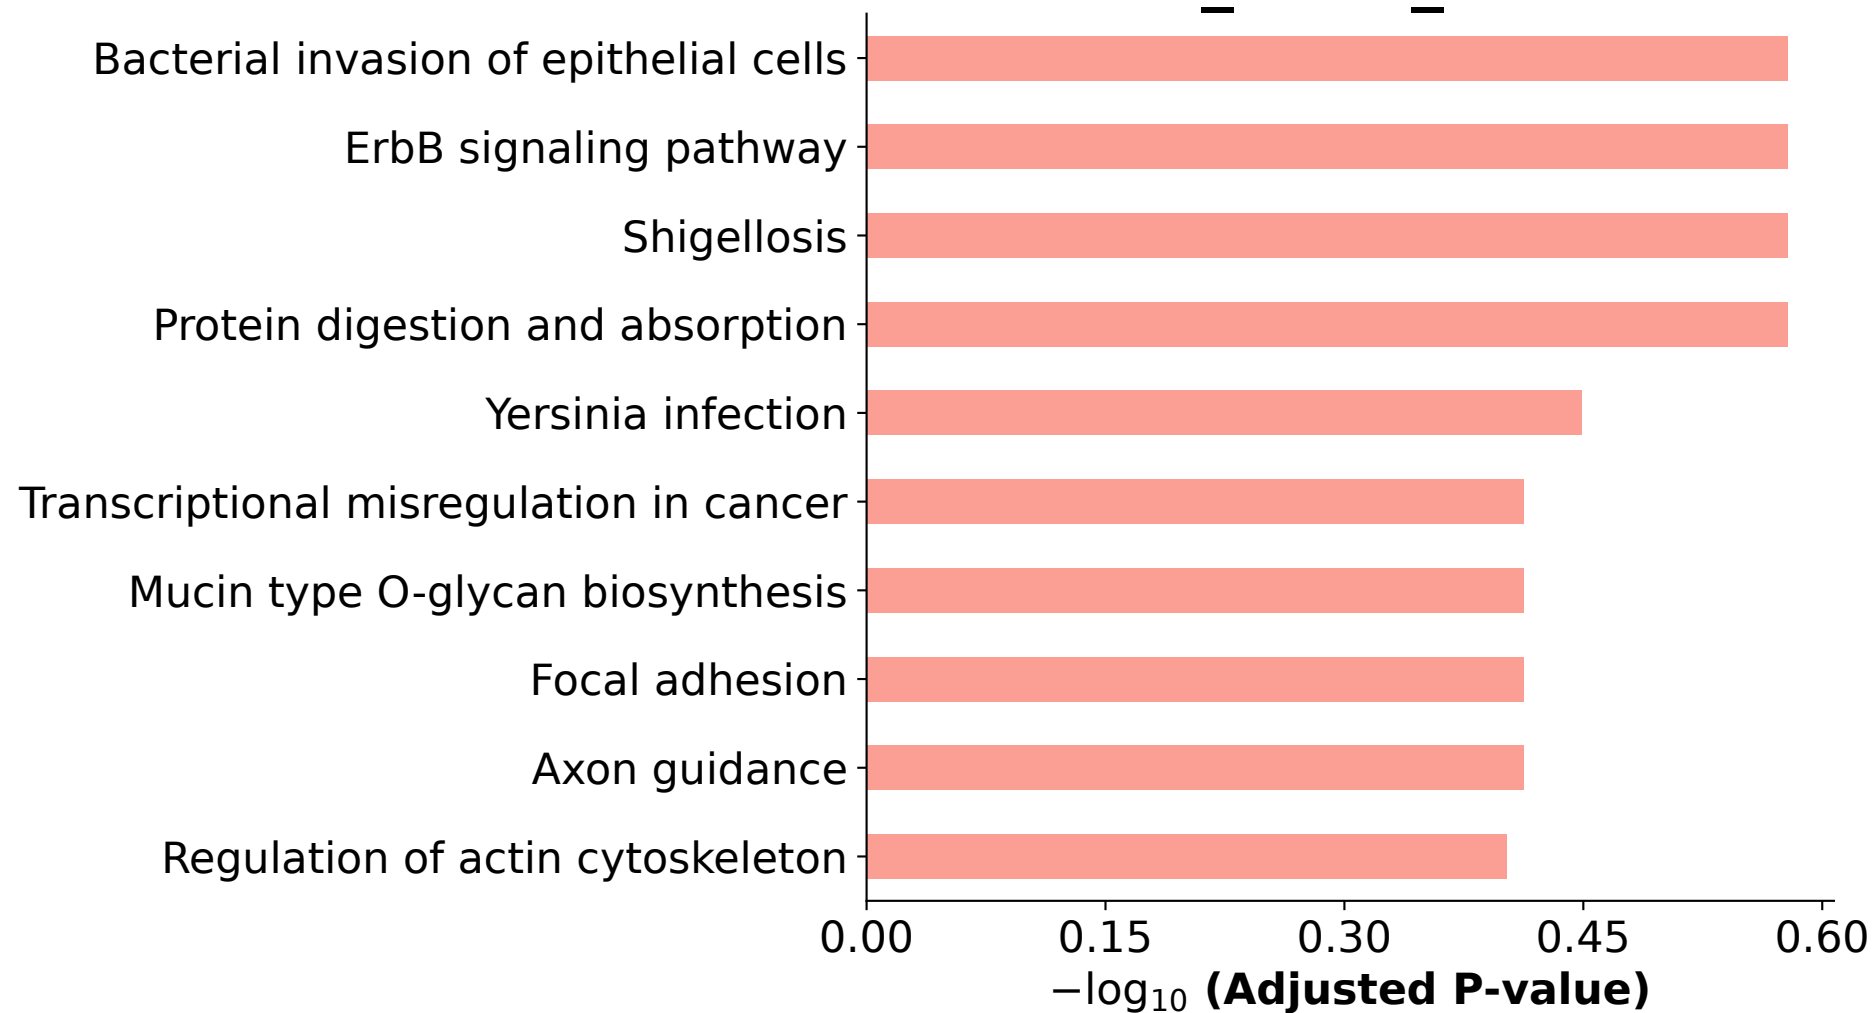 Bacterial invasion of epithelial cells
ErbB signaling pathway
Shigellosis
Protein digestion and absorption
Yersinia infection
Transcriptional misregulation in cancer
Mucin type O-glycan biosynthesis
Focal adhesion
Axon guidance
Regulation of actin cytoskeleton
0.00 0.15 0.30 0.45 0.60
−log₁₀ (Adjusted P-value)